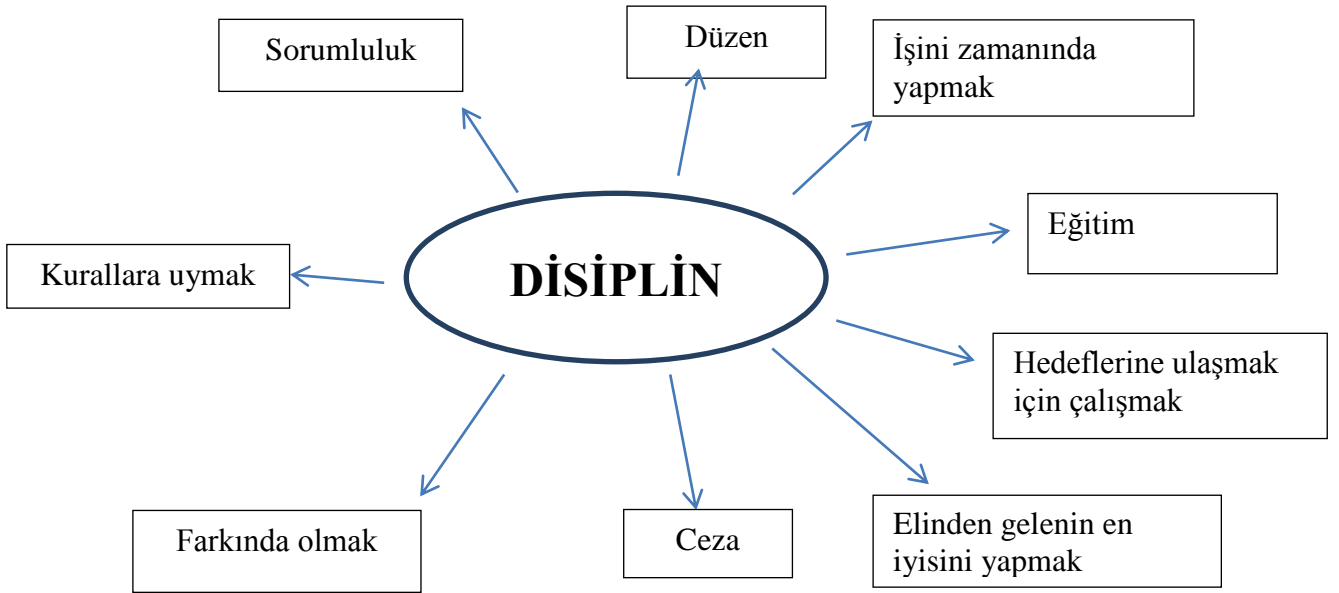 Sorumluluk
Düzen
İşini zamanında
yapmak
Eğitim
Kurallara uymak
DİSİPLİN
Hedeflerine ulaşmak
için çalışmak
Farkında olmak
Ceza
Elinden gelenin en
iyisini yapmak